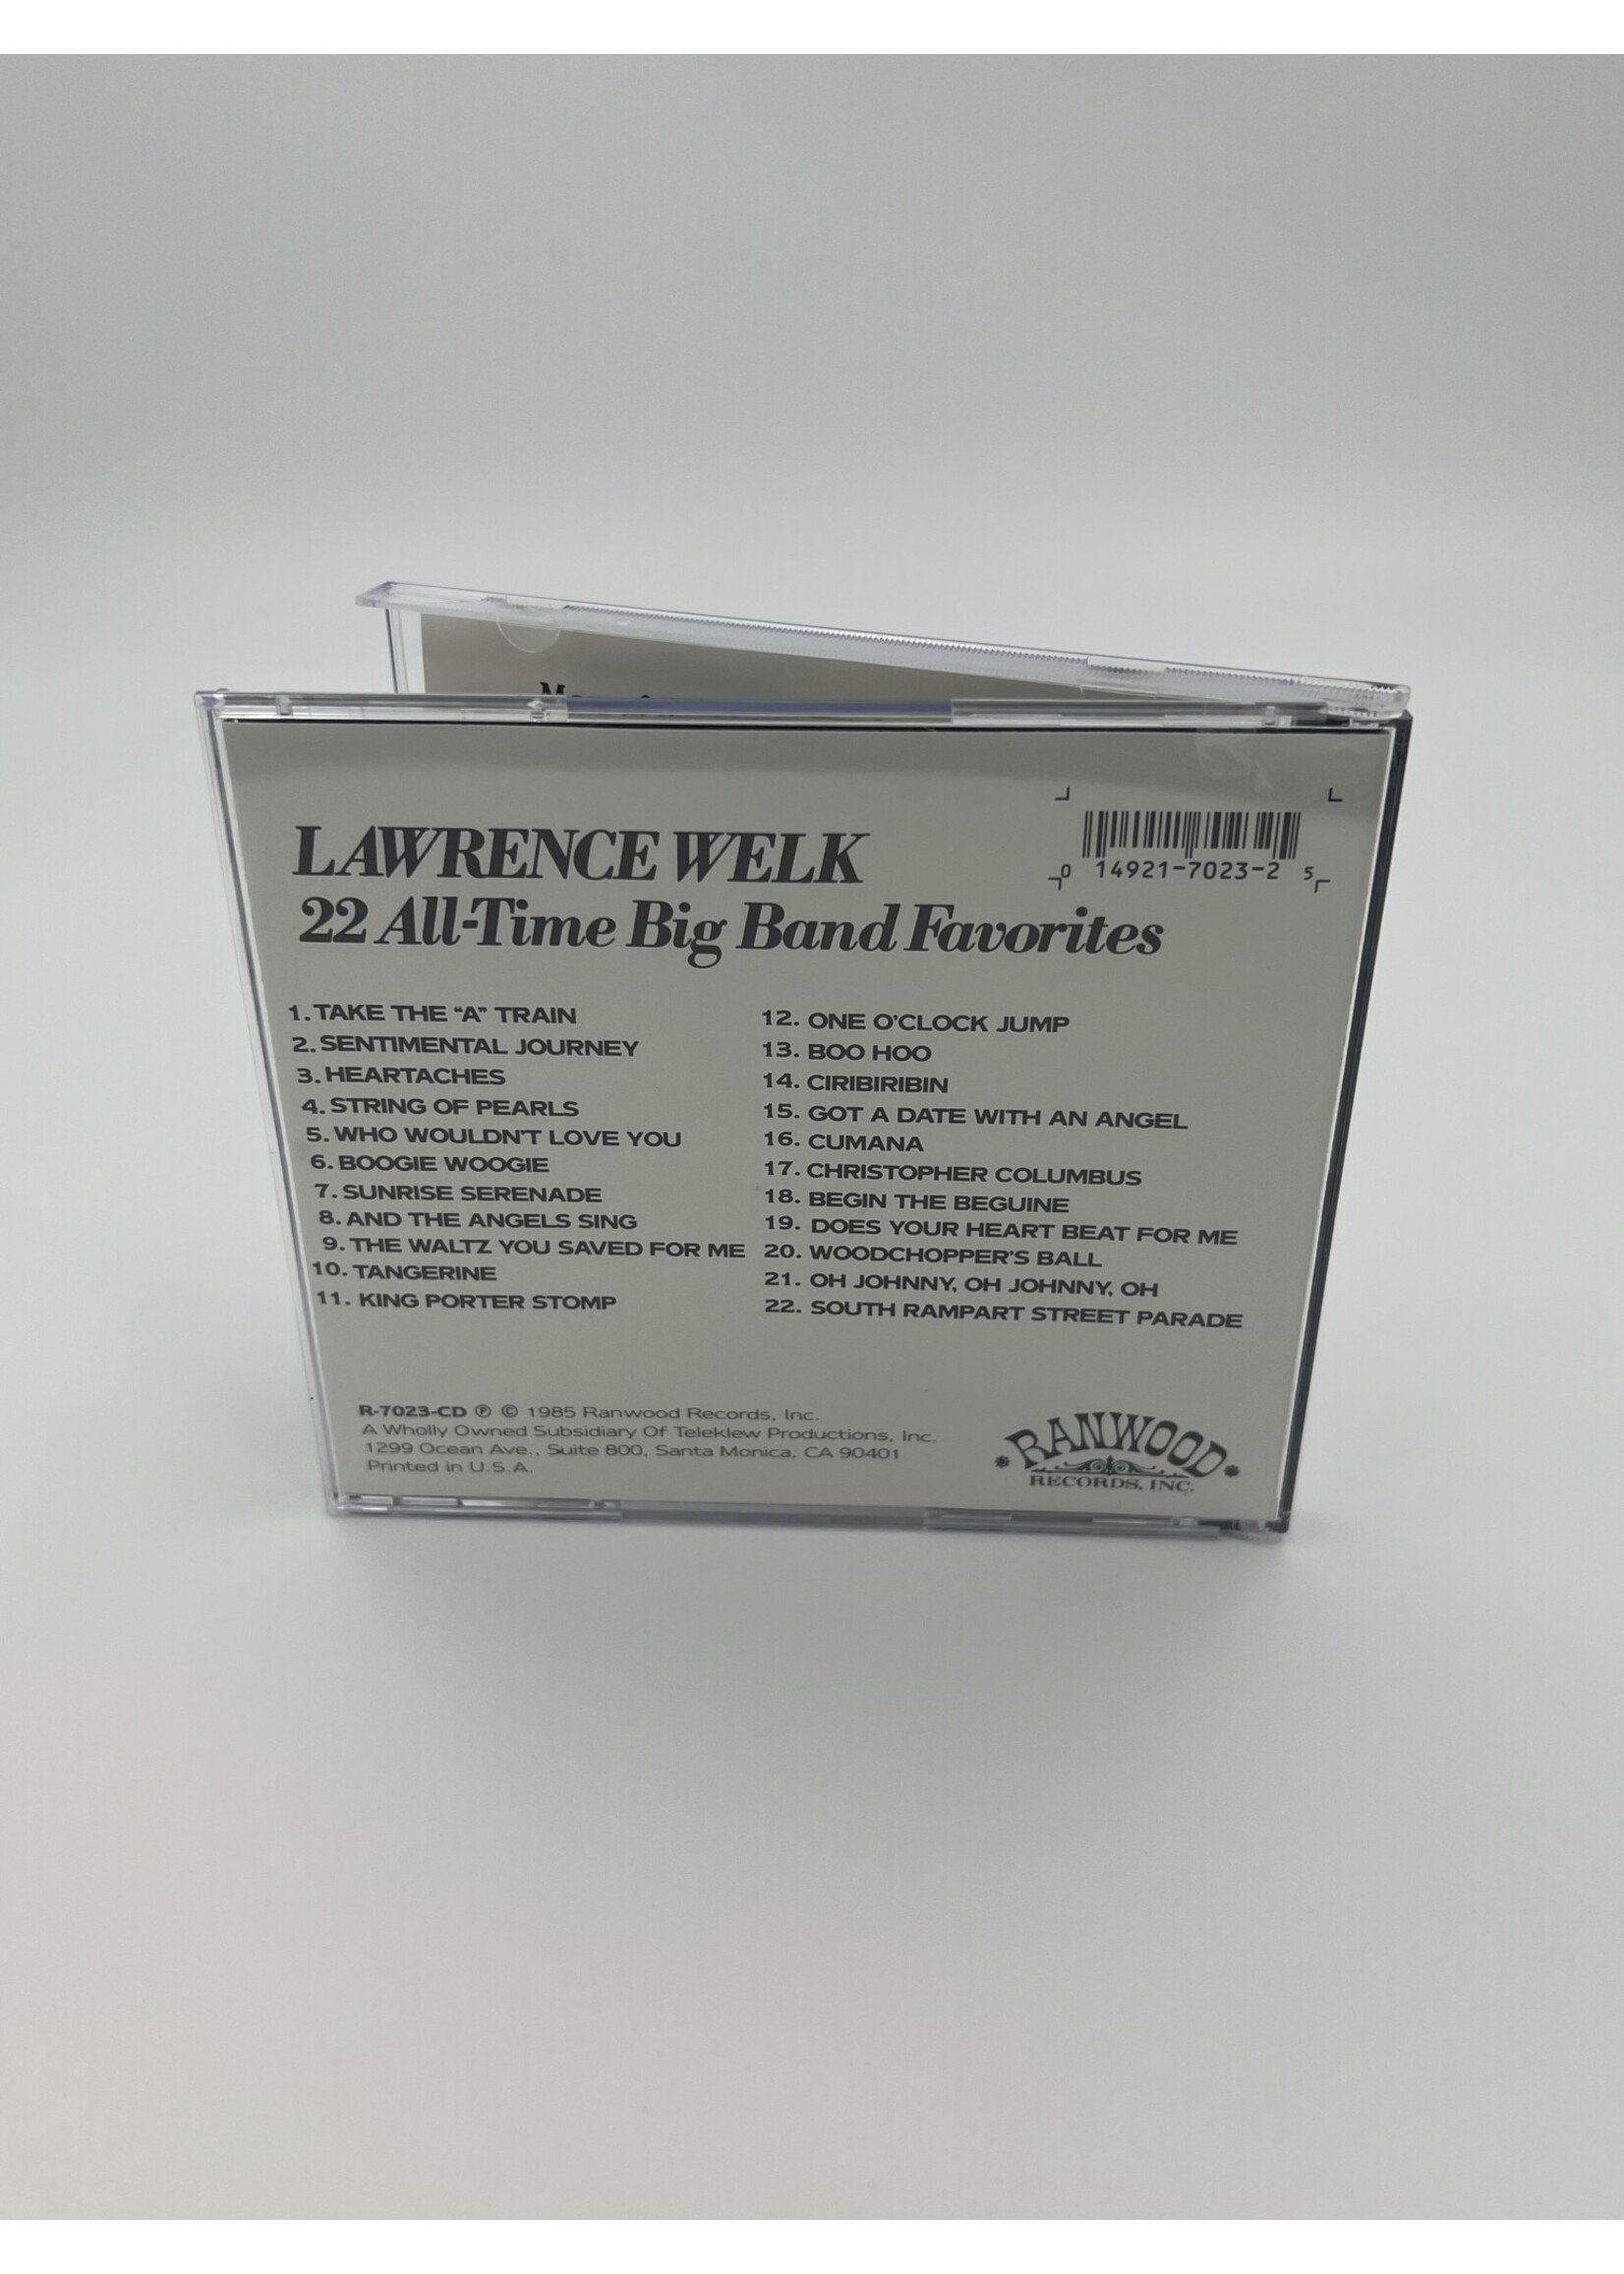 LAWRENCE WELK
22 All-Time Big Band Favorites
0 14921-7023-2 5
1. TAKE THE "A" TRAIN
2. SENTIMENTAL JOURNEY
3. HEARTACHES
4. STRING OF PEARLS
5. WHO WOULDN'T LOVE YOU
6. BOOGIE WOOGIE
7. SUNRISE SERENADE
8. AND THE ANGELS SING
9. THE WALTZ YOU SAVED FOR ME
10. TANGERINE
11. KING PORTER STOMP
12. ONE O'CLOCK JUMP
13. BOO HOO
14. CIRIBIRIBIN
15. GOT A DATE WITH AN ANGEL
16. CUMANA
17. CHRISTOPHER COLUMBUS
18. BEGIN THE BEGUINE
19. DOES YOUR HEART BEAT FOR ME
20. WOODCHOPPER'S BALL
21. OH JOHNNY, OH JOHNNY, OH
22. SOUTH RAMPART STREET PARADE
R-7023-CD ℗ © 1985 Ranwood Records, Inc.
A Wholly Owned Subsidiary Of Teleklew Productions, Inc.
1299 Ocean Ave., Suite 800, Santa Monica, CA 90401
Printed in U.S.A.
RANWOOD
RECORDS, INC.